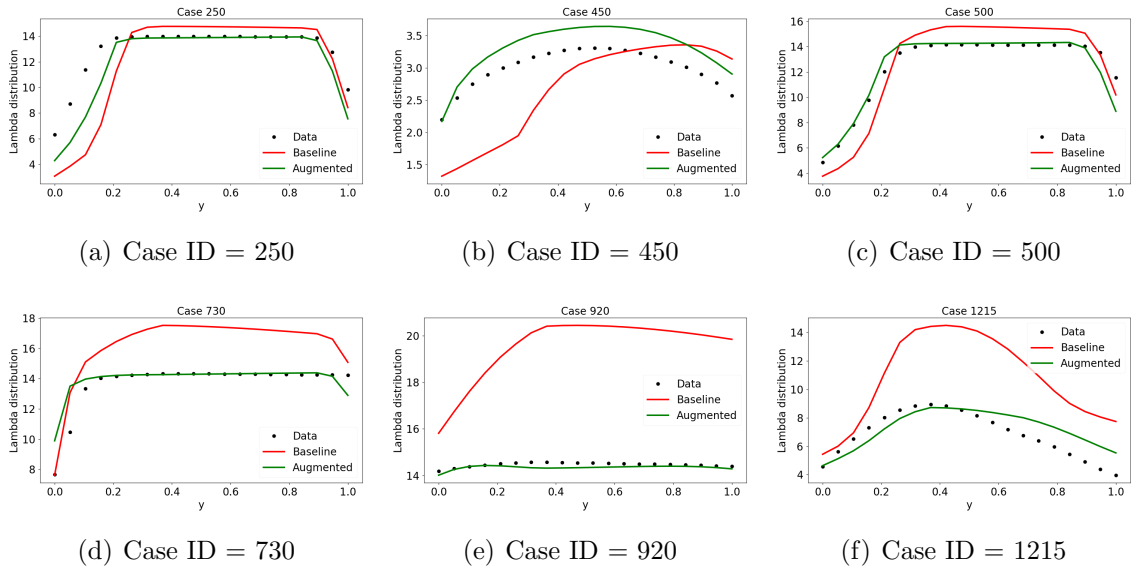 Case 250
Lambda distribution
14
12
10
8
6
4
Data
Baseline
Augmented
0.0 0.2 0.4 0.6 0.8 1.0
y
(a) Case ID = 250
Case 450
Lambda distribution
3.5
3.0
2.5
2.0
1.5
Data
Baseline
Augmented
0.0 0.2 0.4 0.6 0.8 1.0
y
(b) Case ID = 450
Case 500
Lambda distribution
16
14
12
10
8
6
4
Data
Baseline
Augmented
0.0 0.2 0.4 0.6 0.8 1.0
y
(c) Case ID = 500
Case 730
Lambda distribution
18
16
14
12
10
8
Data
Baseline
Augmented
0.0 0.2 0.4 0.6 0.8 1.0
y
(d) Case ID = 730
Case 920
Lambda distribution
20
18
16
14
Data
Baseline
Augmented
0.0 0.2 0.4 0.6 0.8 1.0
y
(e) Case ID = 920
Case 1215
Lambda distribution
14
12
10
8
6
4
Data
Baseline
Augmented
0.0 0.2 0.4 0.6 0.8 1.0
y
(f) Case ID = 1215